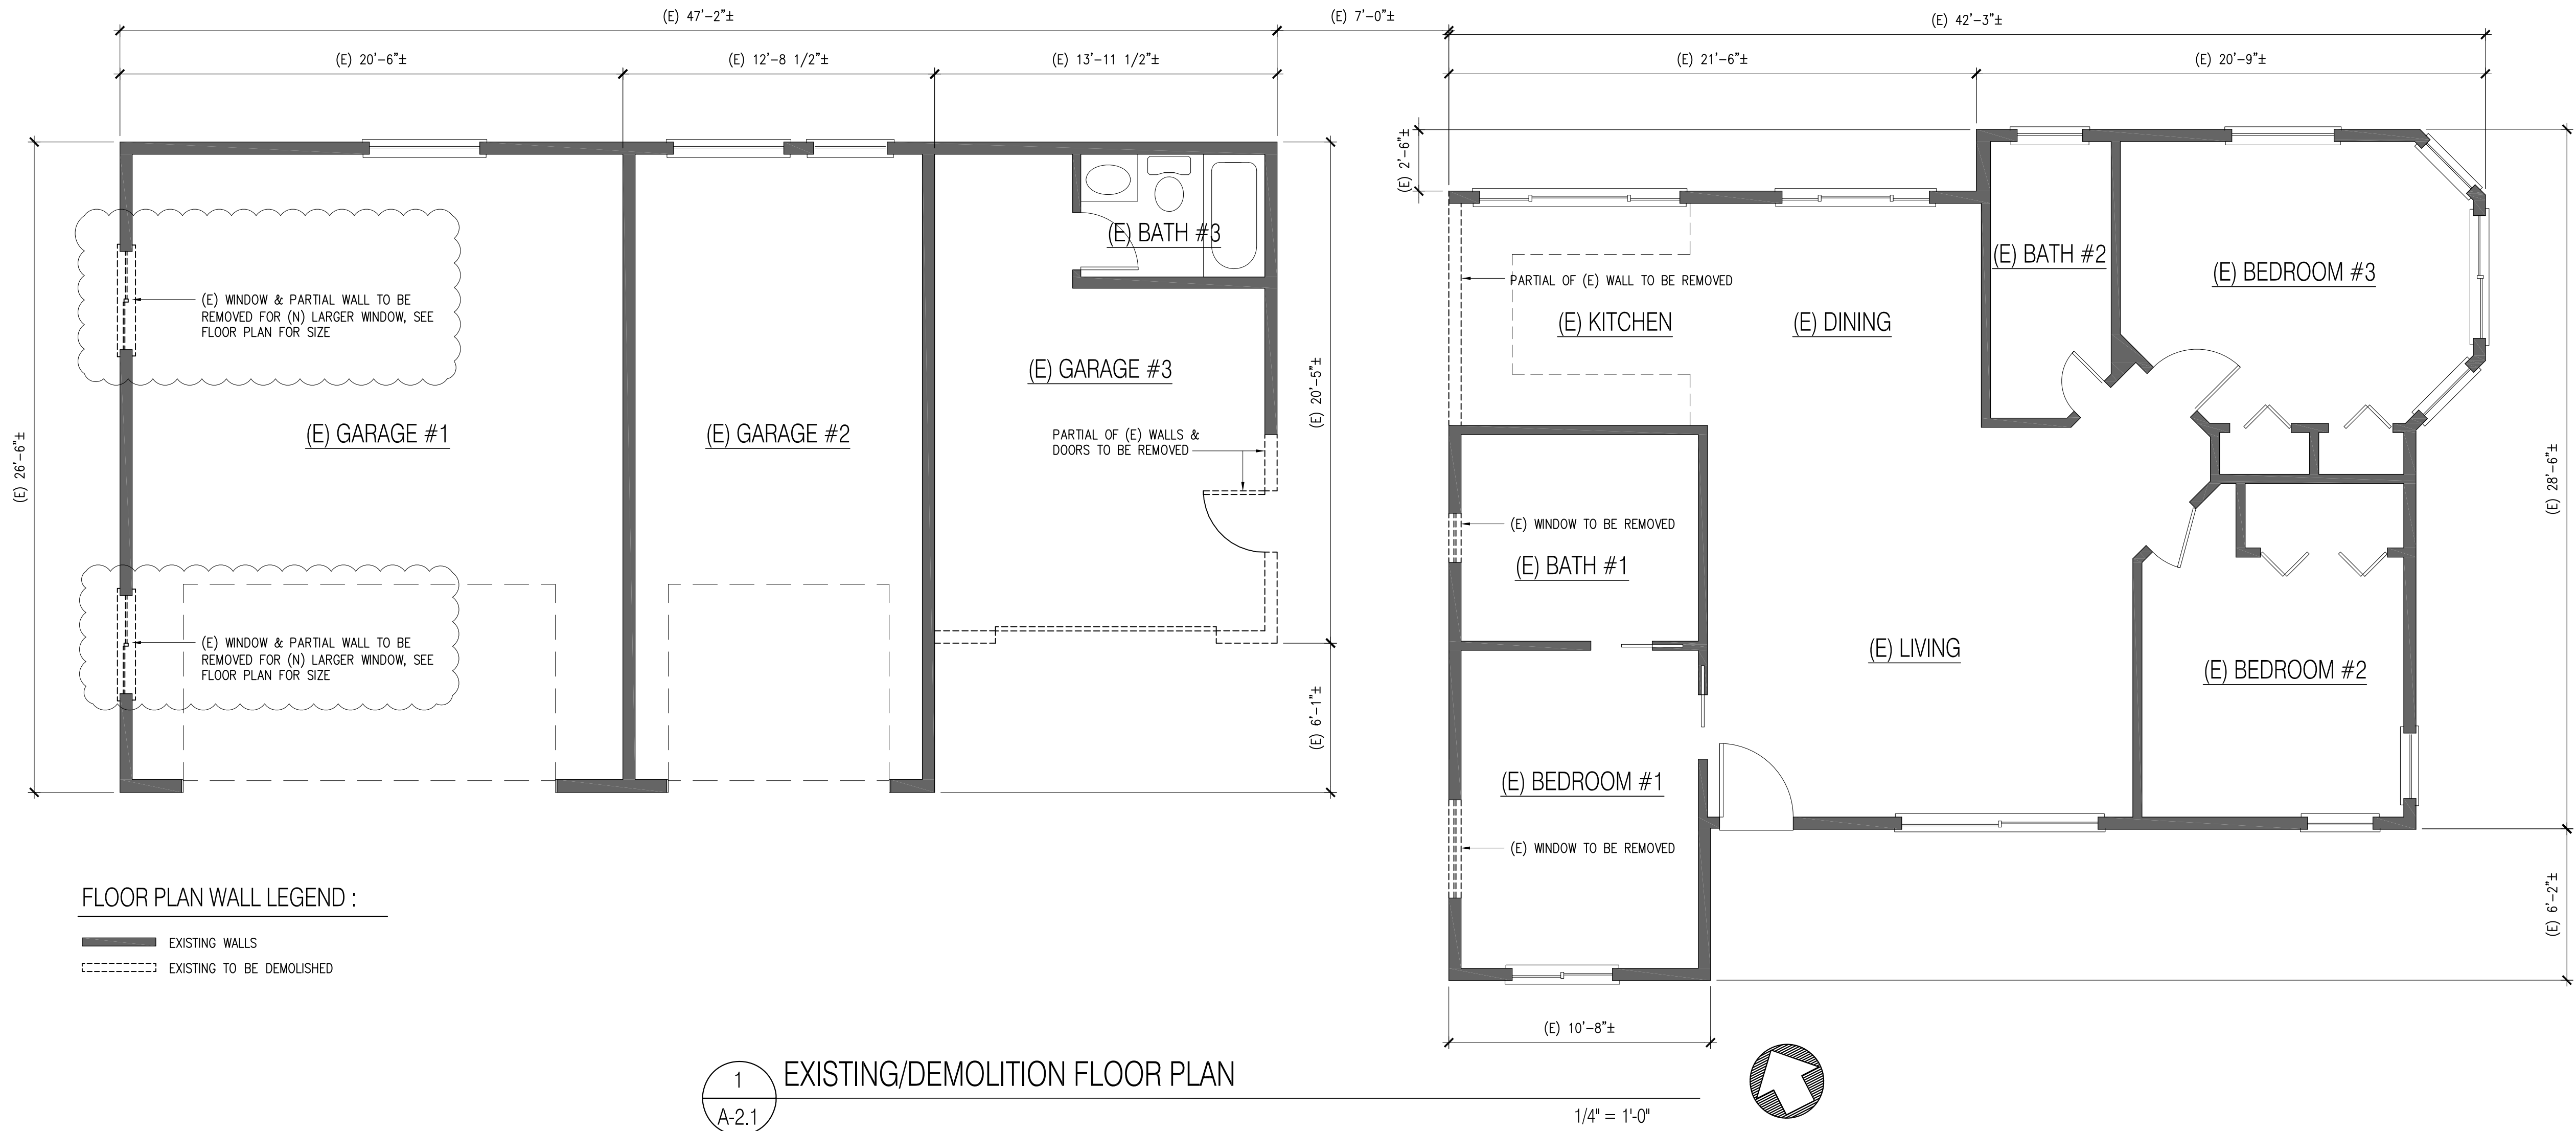 (E) 47'-2"±
(E) 7'-0"±
(E) 42'-3"±
(E) 20'-6"±
(E) 12'-8 1/2"±
(E) 13'-11 1/2"±
(E) 21'-6"±
(E) 20'-9"±
(E) 26'-6"±
(E) WINDOW & PARTIAL WALL TO BE
REMOVED FOR (N) LARGER WINDOW, SEE
FLOOR PLAN FOR SIZE
(E) GARAGE #1
(E) WINDOW & PARTIAL WALL TO BE
REMOVED FOR (N) LARGER WINDOW, SEE
FLOOR PLAN FOR SIZE
(E) GARAGE #2
(E) BATH #3
(E) GARAGE #3
PARTIAL OF (E) WALLS &
DOORS TO BE REMOVED
(E) 20'-5"±
(E) 6'-1"±
(E) 2'-6"±
PARTIAL OF (E) WALL TO BE REMOVED
(E) KITCHEN
(E) DINING
(E) BATH #2
(E) BEDROOM #3
(E) WINDOW TO BE REMOVED
(E) BATH #1
(E) LIVING
(E) BEDROOM #2
(E) BEDROOM #1
(E) WINDOW TO BE REMOVED
(E) 28'-6"±
(E) 6'-2"±
(E) 10'-8"±
FLOOR PLAN WALL LEGEND :
EXISTING WALLS
EXISTING TO BE DEMOLISHED
1
A-2.1
EXISTING/DEMOLITION FLOOR PLAN
1/4" = 1'-0"